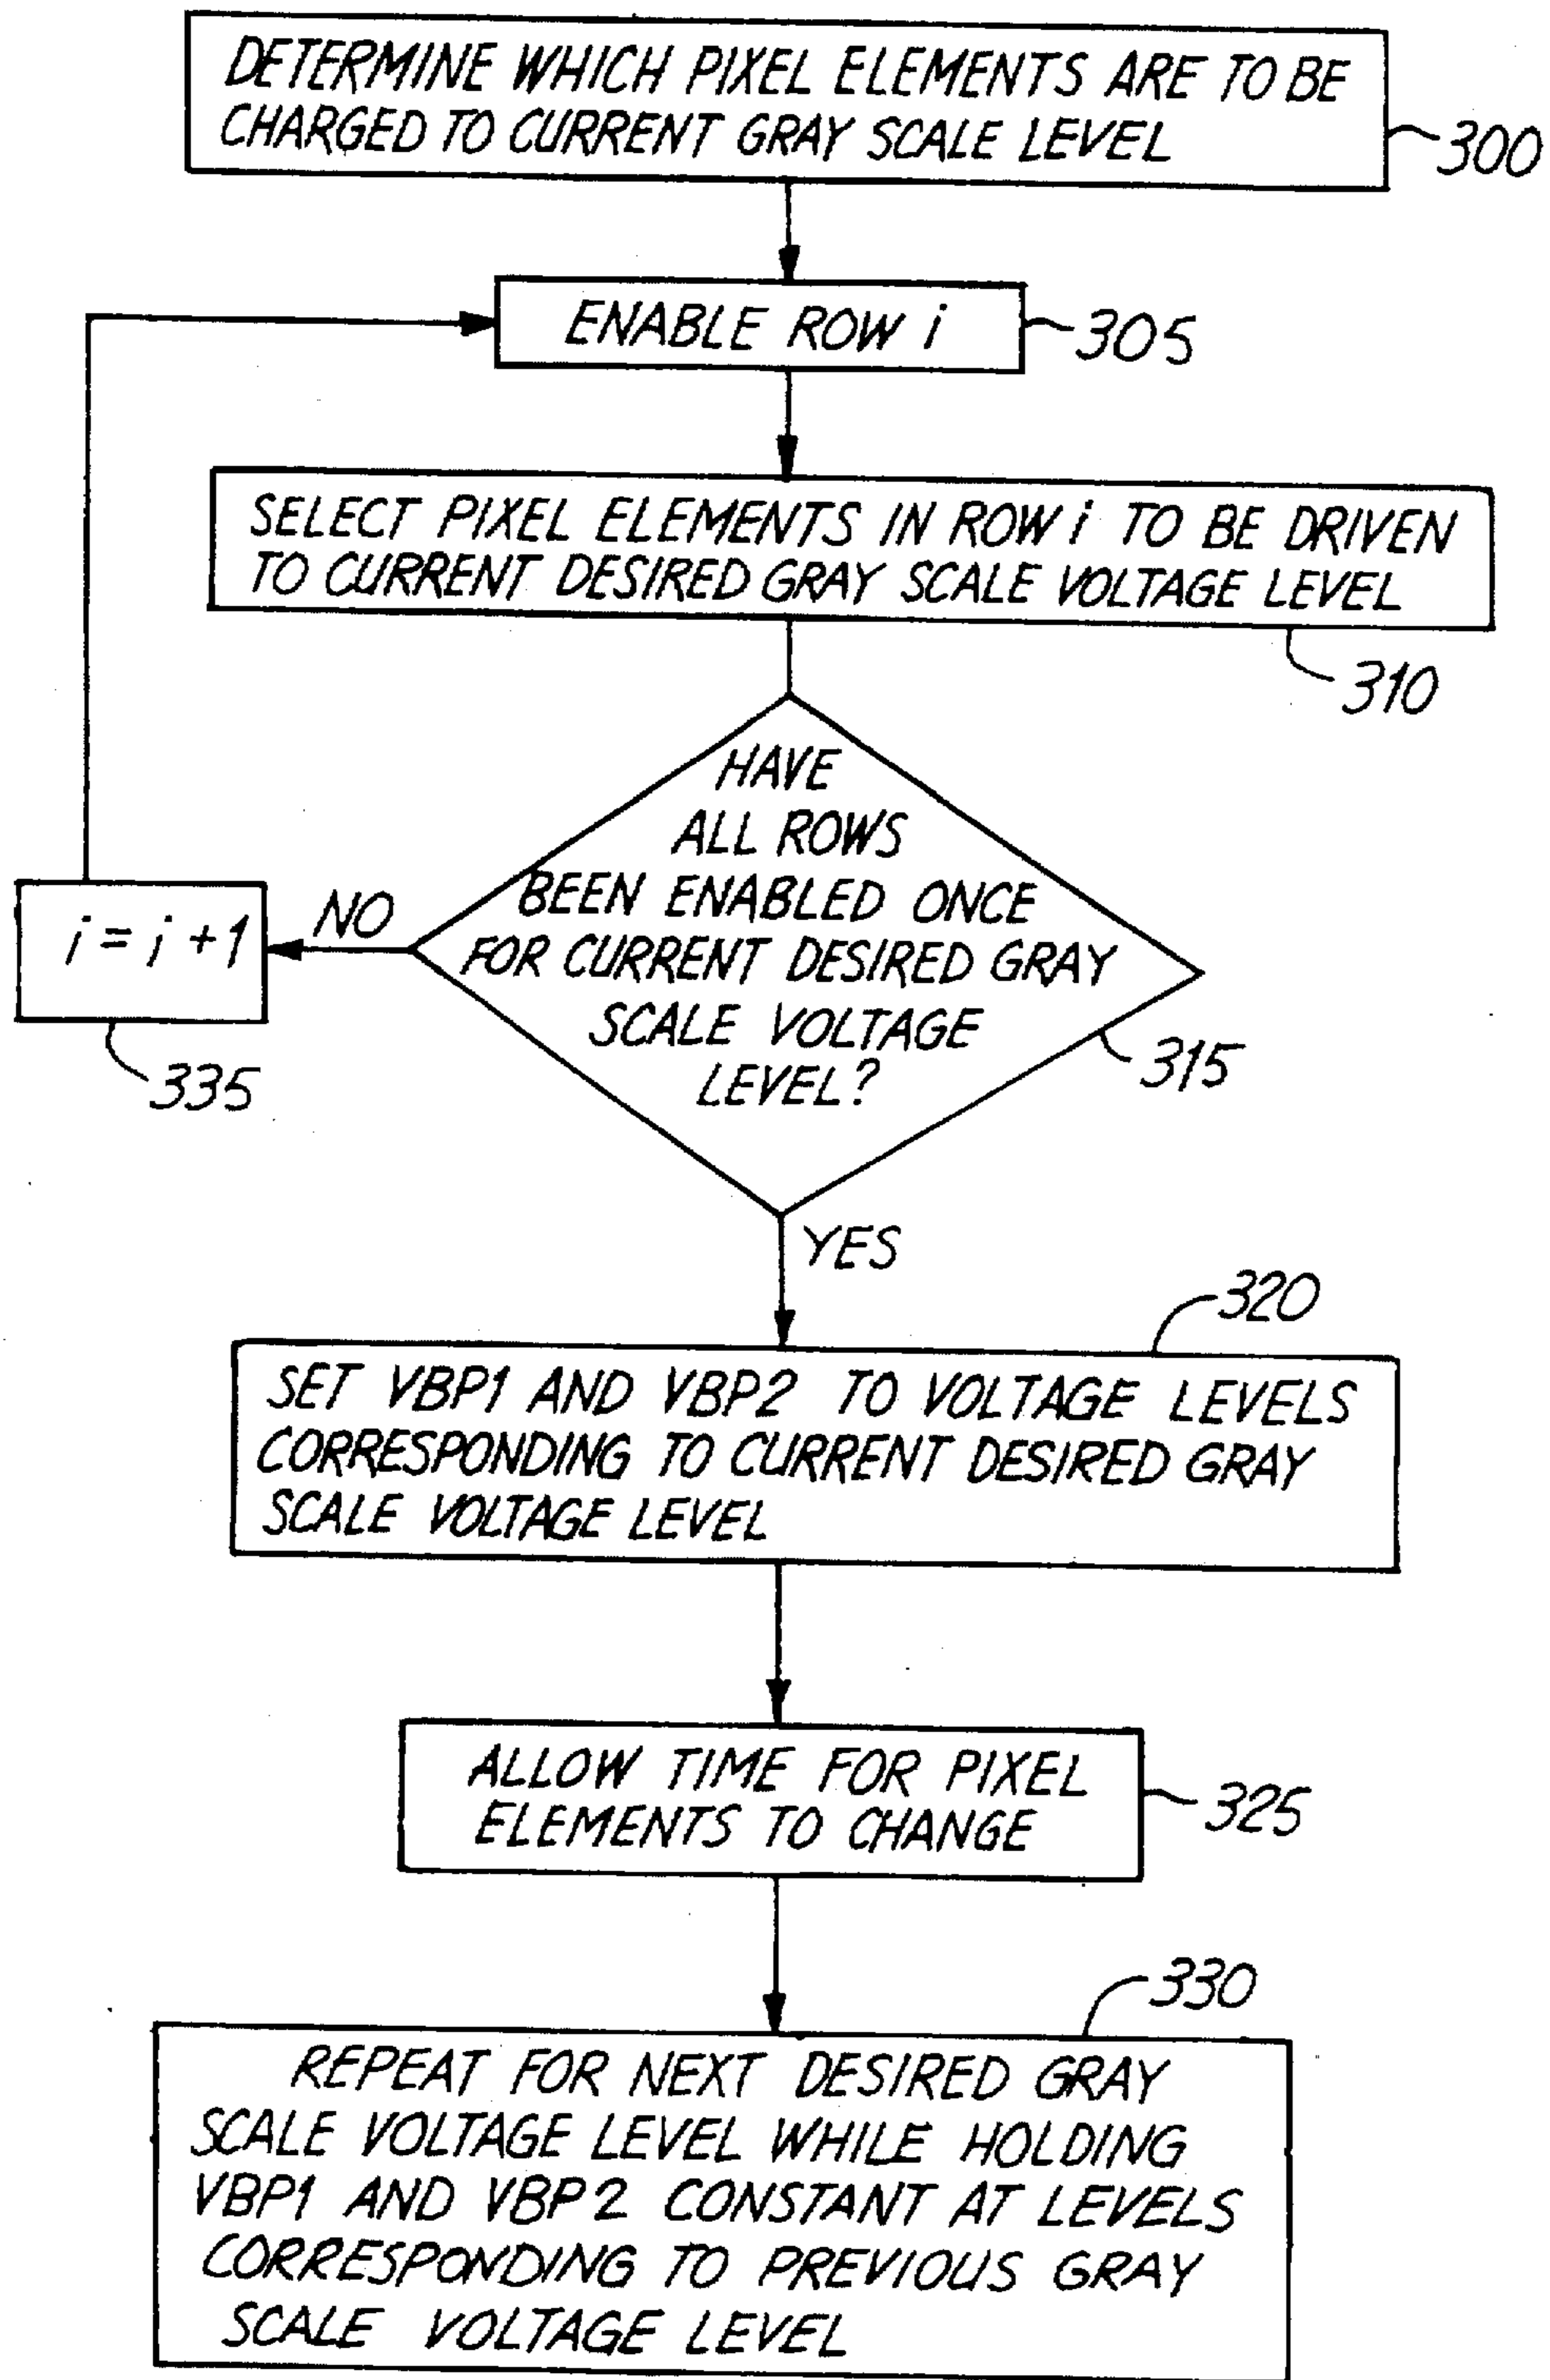 DETERMINE WHICH PIXEL ELEMENTS ARE TO BE
CHARGED TO CURRENT GRAY SCALE LEVEL
300
ENABLE ROW i
305
SELECT PIXEL ELEMENTS IN ROW i TO BE DRIVEN
TO CURRENT DESIRED GRAY SCALE VOLTAGE LEVEL
310
HAVE
ALL ROWS
BEEN ENABLED ONCE
FOR CURRENT DESIRED GRAY
SCALE VOLTAGE
LEVEL?
315
NO
i = i +1
335
YES
320
SET VBP1 AND VBP2 TO VOLTAGE LEVELS
CORRESPONDING TO CURRENT DESIRED GRAY
SCALE VOLTAGE LEVEL
ALLOW TIME FOR PIXEL
ELEMENTS TO CHANGE
325
330
REPEAT FOR NEXT DESIRED GRAY
SCALE VOLTAGE LEVEL WHILE HOLDING
VBP1 AND VBP2 CONSTANT AT LEVELS
CORRESPONDING TO PREVIOUS GRAY
SCALE VOLTAGE LEVEL